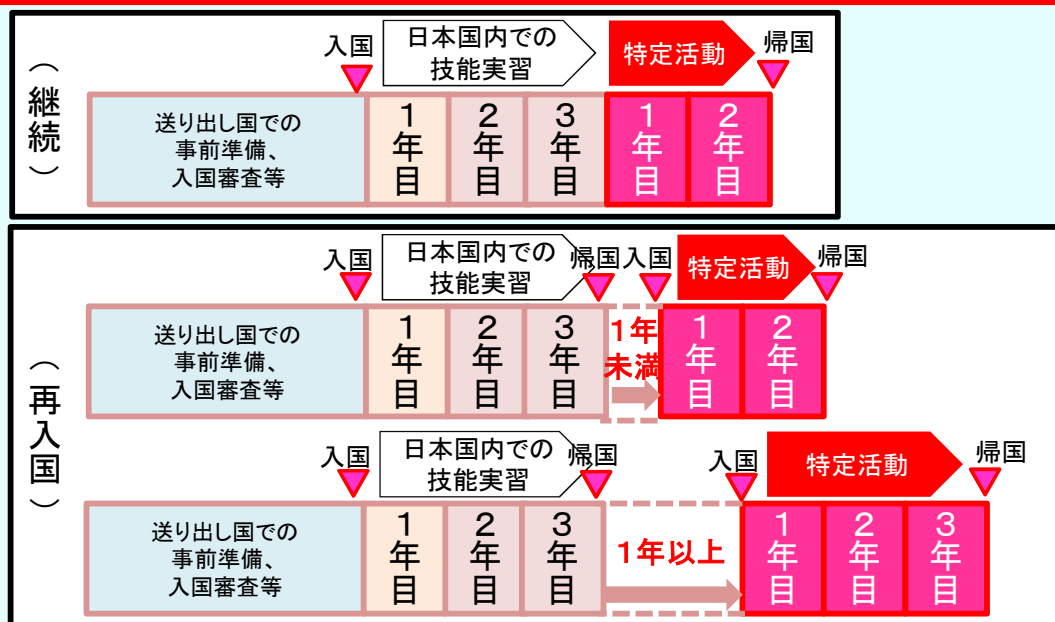 （継続）
入国
日本国内での
技能実習
特定活動
帰国
送り出し国での
事前準備、
入国審査等
１年目
２年目
３年目
１年目
２年目
（再入国）
入国
日本国内での
技能実習
帰国
入国
特定活動
帰国
送り出し国での
事前準備、
入国審査等
１年目
２年目
３年目
１年
未満
１年目
２年目
入国
日本国内での
技能実習
帰国
入国
特定活動
帰国
送り出し国での
事前準備、
入国審査等
１年目
２年目
３年目
１年以上
１年目
２年目
３年目